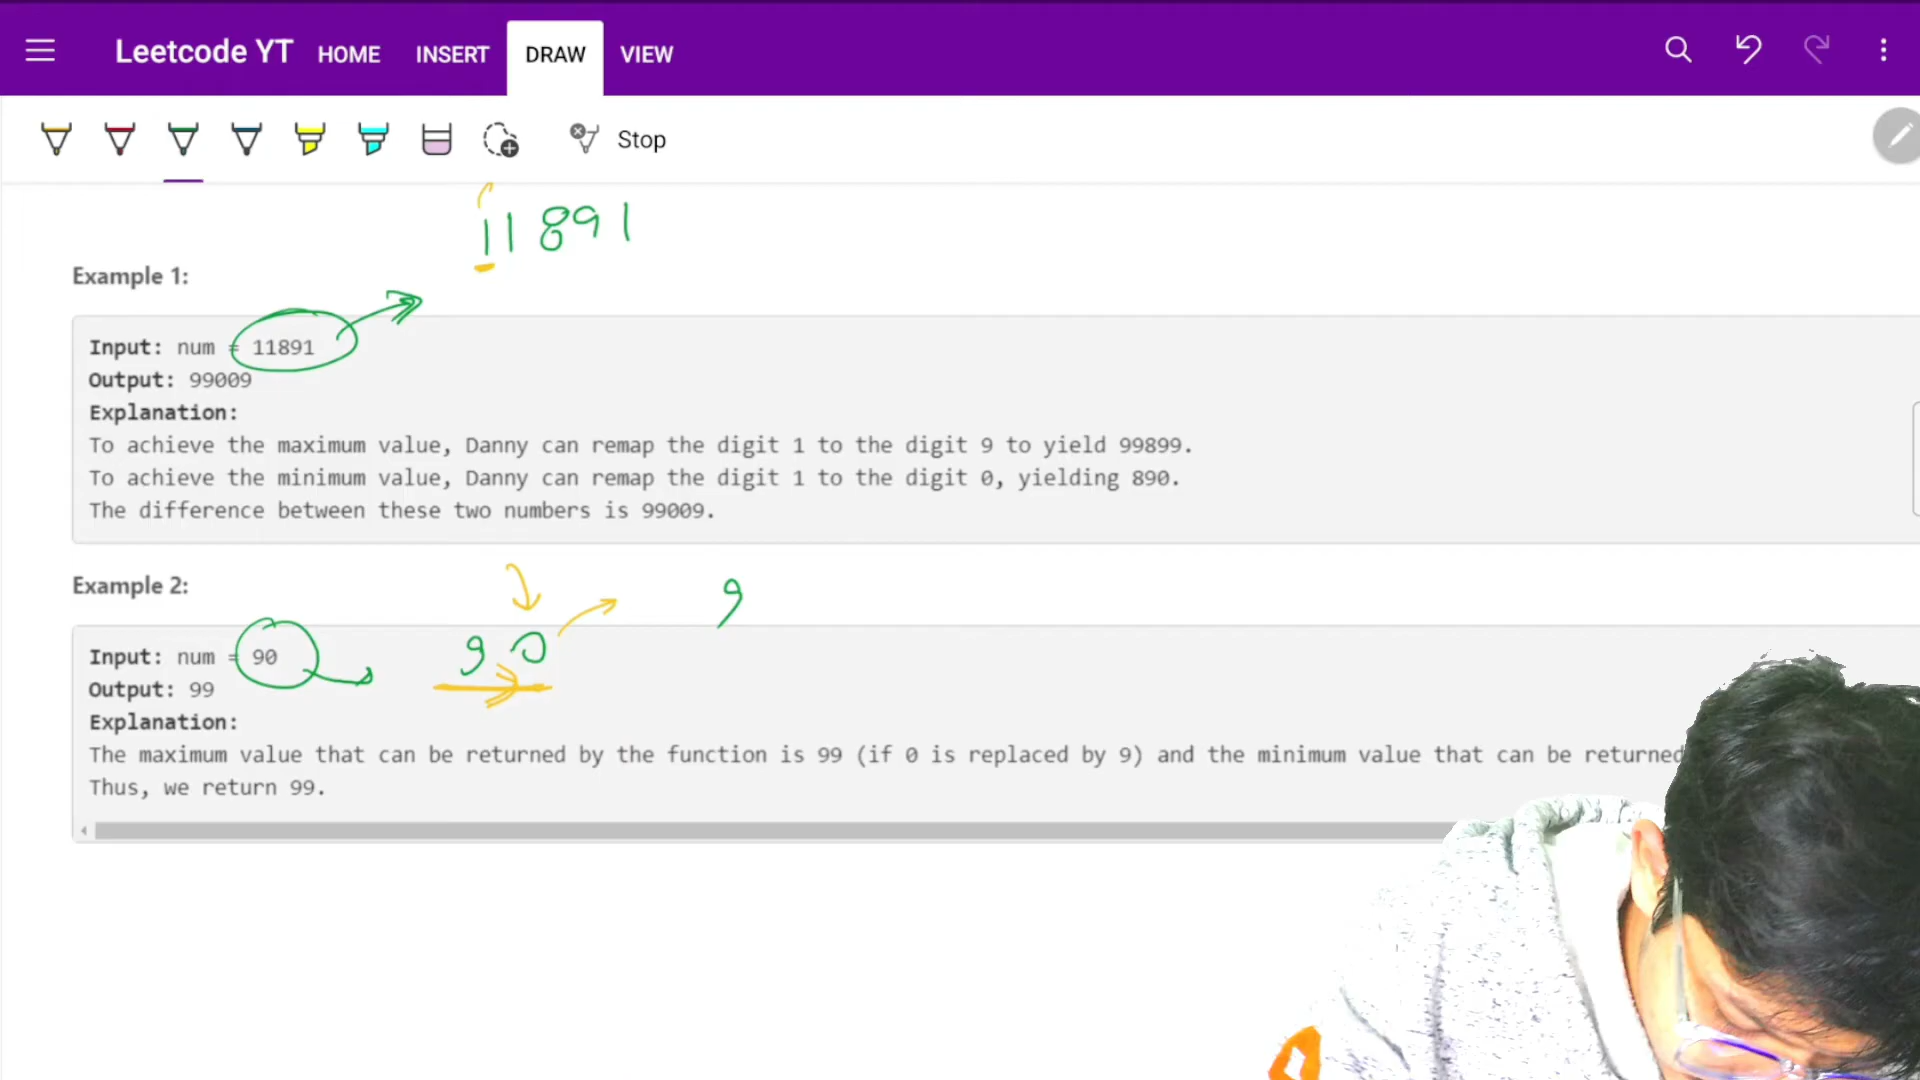 Leetcode YT HOME INSERT DRAW VIEW
Stop
11891
Example 1:
Input: num = 11891
Output: 99009
Explanation:
To achieve the maximum value, Danny can remap the digit 1 to the digit 9 to yield 99899.
To achieve the minimum value, Danny can remap the digit 1 to the digit 0, yielding 890.
The difference between these two numbers is 99009.
Example 2:
9
Input: num = 90
90
Output: 99
Explanation:
The maximum value that can be returned by the function is 99 (if 0 is replaced by 9) and the minimum value that can be returned
Thus, we return 99.